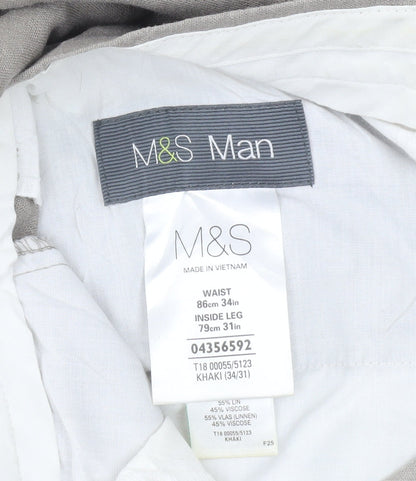 M&S Man
M&S
MADE IN VIETNAM
WAIST
86cm 34in
INSIDE LEG
79cm 31in
04356592
T18 00055/5123
KHAKI (34/31)
55% LIN
45% VISCOSE
55% VLAS (LINNEN)
45% VISCOSE
T18 00055/5123
KHAKI
F25